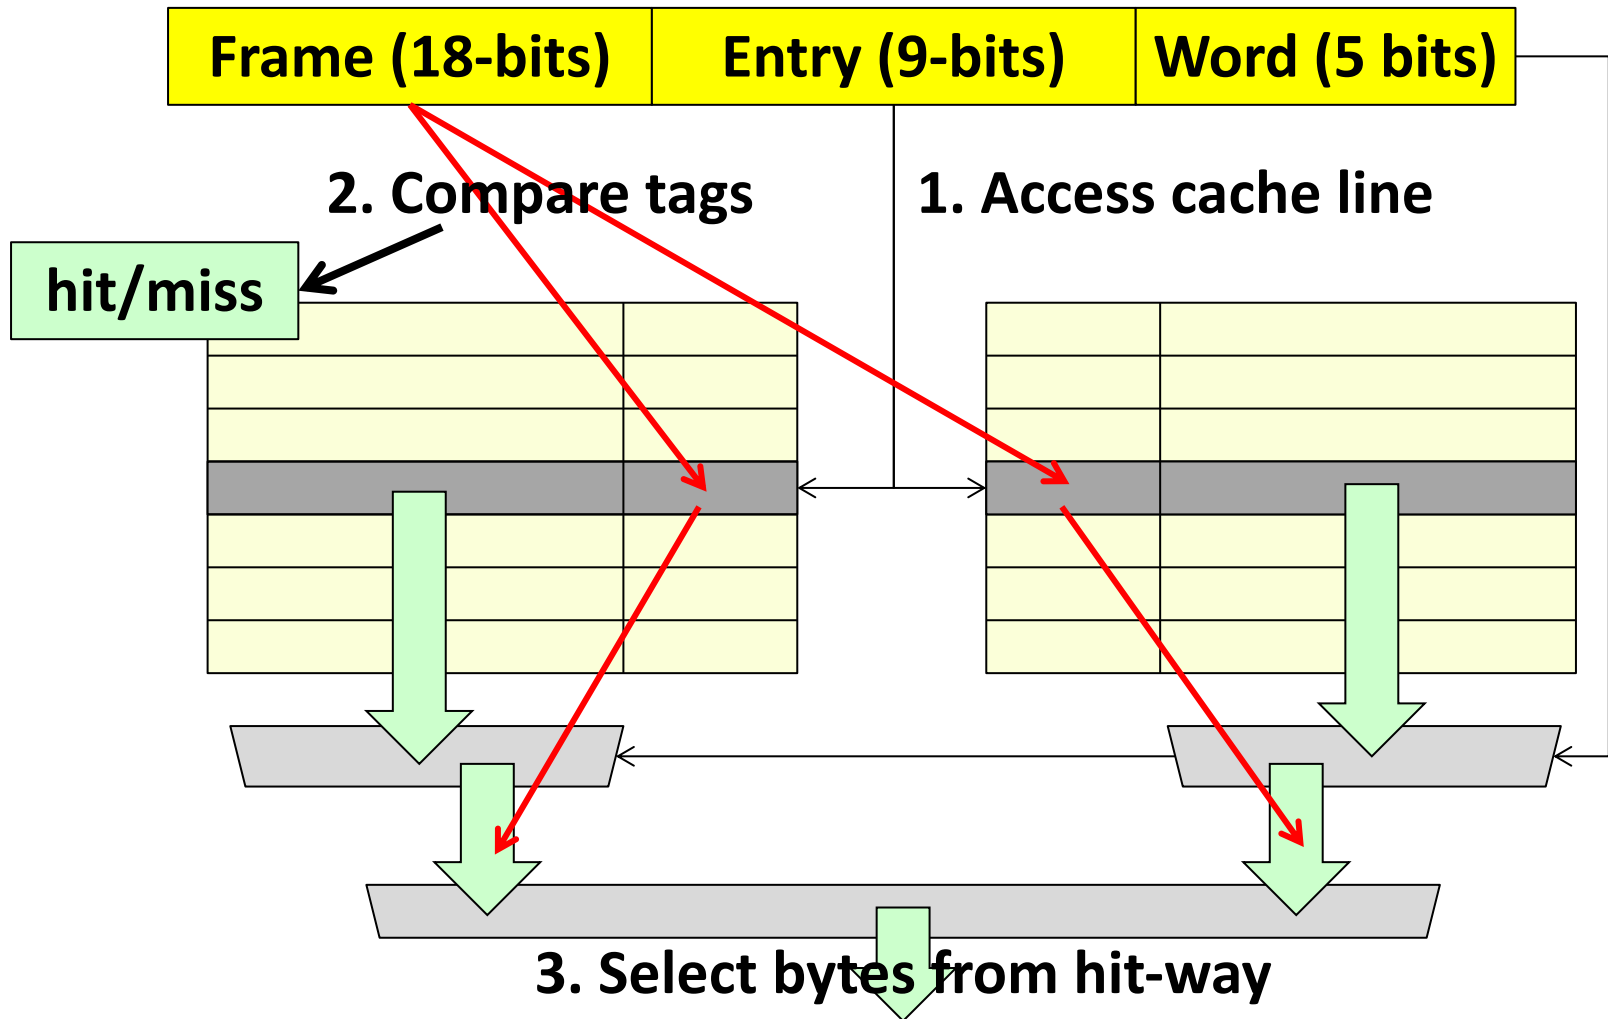 Frame (18-bits)
Entry (9-bits)
Word (5 bits)
2. Compare tags
1. Access cache line
hit/miss
3. Select bytes from hit-way